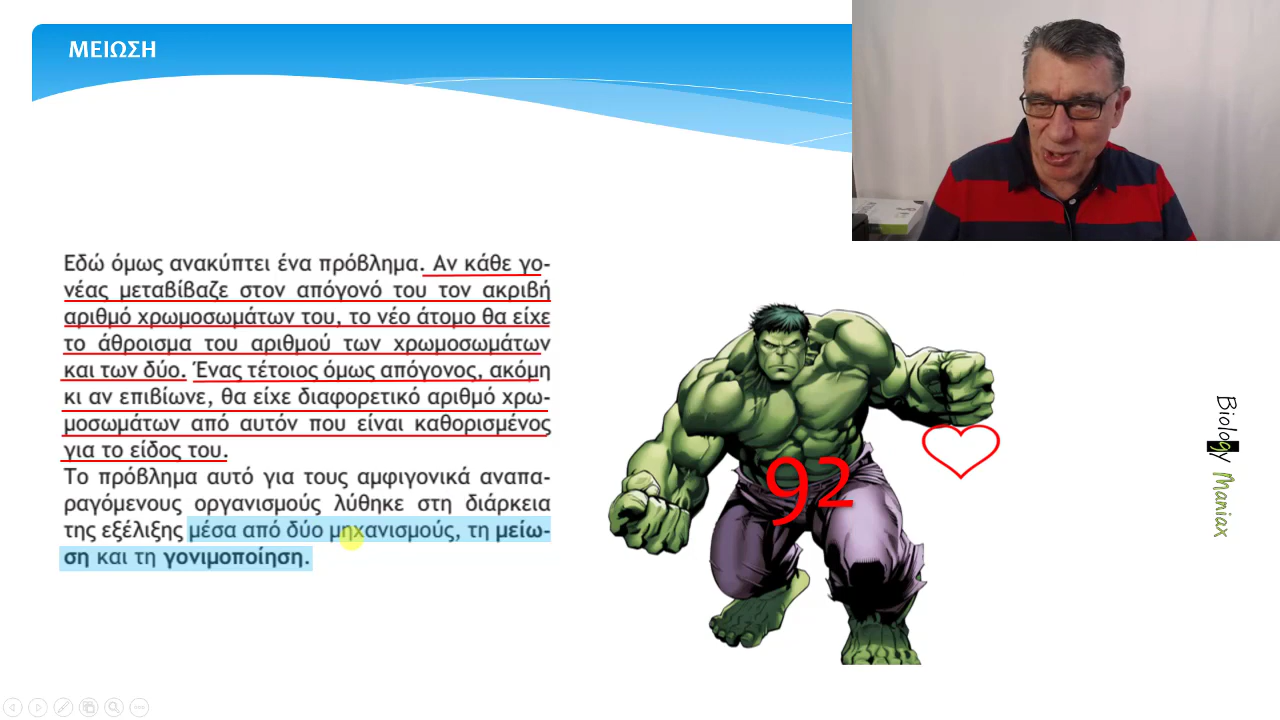 ΜΕΙΩΣΗ
Εδώ όμως ανακύπτει ένα πρόβλημα. Αν κάθε γο-
νέας μεταβίβαζε στον απόγονό του τον ακριβή
αριθμό χρωμοσωμάτων του, το νέο άτομο θα είχε
το άθροισμα του αριθμού των χρωμοσωμάτων
και των δύο. Ένας τέτοιος όμως απόγονος, ακόμη
κι αν επιβίωνε, θα είχε διαφορετικό αριθμό χρω-
μοσωμάτων από αυτόν που είναι καθορισμένος
για το είδος του.
Το πρόβλημα αυτό για τους αμφιγονικά αναπα-
ραγόμενους οργανισμούς λύθηκε στη διάρκεια
της εξέλιξης μέσα από δύο μηχανισμούς, τη μείω-
ση και τη γονιμοποίηση.
92
Biology Maniax